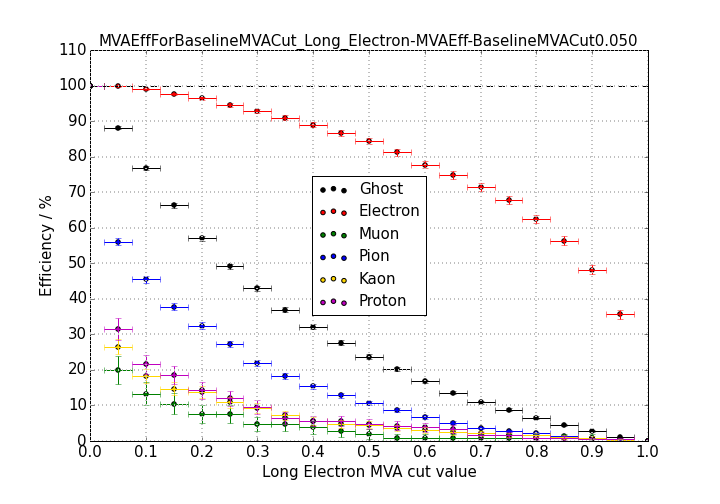 MVAEffForBaselineMVACut_Long_Electron-MVAEff-BaselineMVACut0.050
110
100
90
80
70
60
50
40
30
20
10
0
Efficiency / %
Ghost
Electron
Muon
Pion
Kaon
Proton
0.0 0.1 0.2 0.3 0.4 0.5 0.6 0.7 0.8 0.9 1.0
Long Electron MVA cut value